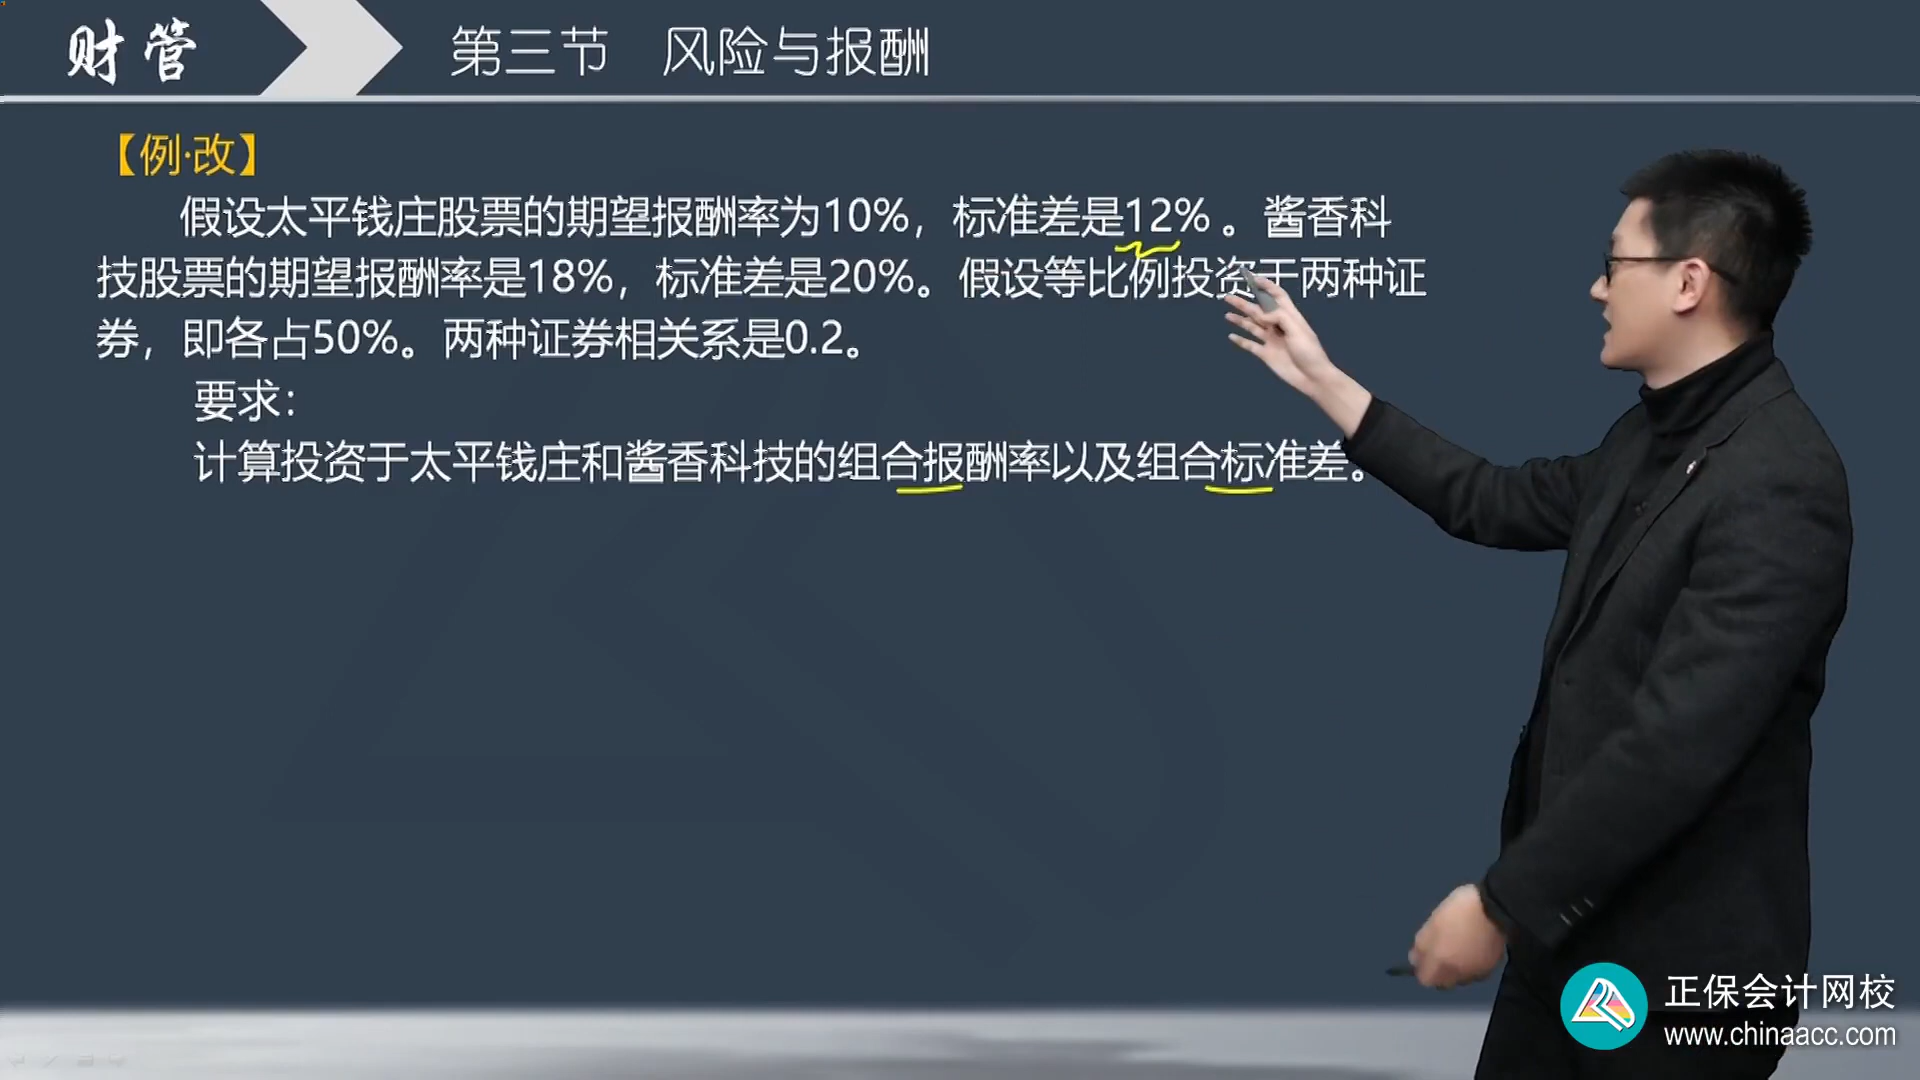 财管
第三节 风险与报酬
【例·改】
假设太平钱庄股票的期望报酬率为10%，标准差是12%。酱香科
技股票的期望报酬率是18%，标准差是20%。假设等比例投资于两种证
券，即各占50%。两种证券相关系是0.2。
要求：
计算投资于太平钱庄和酱香科技的组合报酬率以及组合标准差。
正保会计网校
www.chinaacc.com